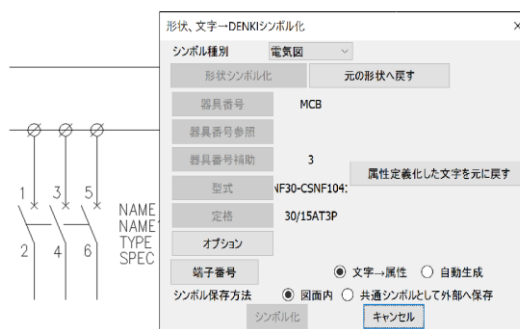 形状、文字→DENKIシンボル化
シンボル種別 電気図
形状シンボル化 元の形状へ戻す
器具番号 MCB
器具番号参照
器具番号補助 3
属性定義化した文字を元に戻す
型式 NF30-CSNF104:
定格 30/15AT3P
オプション
端子番号 文字→属性 自動生成
シンボル保存方法 図面内 共通シンボルとして外部へ保存
シンボル化 キャンセル
1 3 5
2 4 6
NAME
NAME
TYPE
SPEC